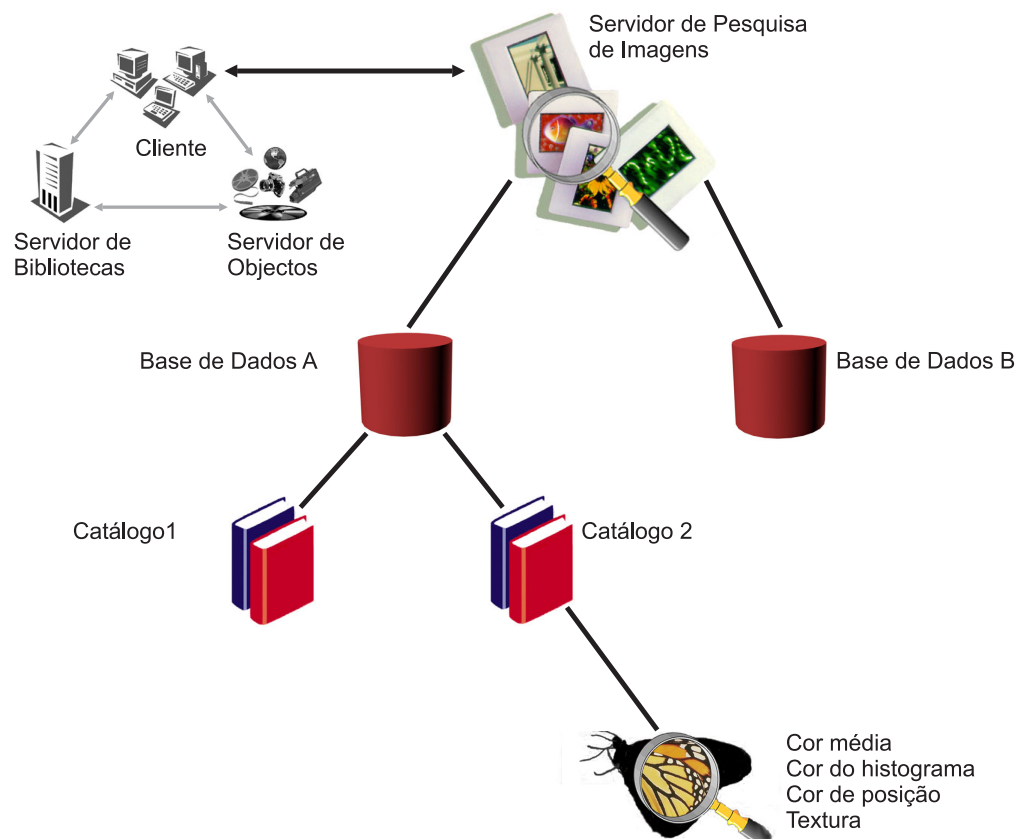 Servidor de Pesquisa
de Imagens
Cliente
Servidor de
Bibliotecas
Servidor de
Objectos
Base de Dados A
Base de Dados B
Catálogo1
Catálogo 2
Cor média
Cor do histograma
Cor de posição
Textura